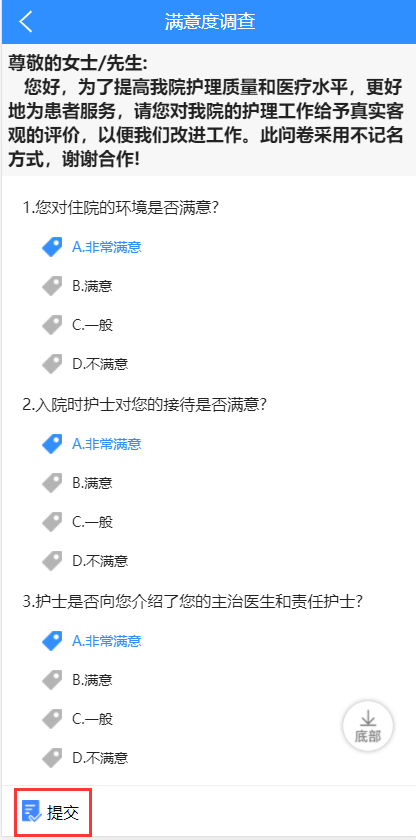 满意度调查
尊敬的女士/先生:
您好，为了提高我院护理质量和医疗水平，更好
地为患者服务，请您对我院的护理工作给予真实客
观的评价，以便我们改进工作。此问卷采用不记名
方式，谢谢合作!
1.您对住院的环境是否满意?
A.非常满意
B.满意
C.一般
D.不满意
2.入院时护士对您的接待是否满意?
A.非常满意
B.满意
C.一般
D.不满意
3.护士是否向您介绍了您的主治医生和责任护士?
A.非常满意
B.满意
C.一般
D.不满意
底部
提交